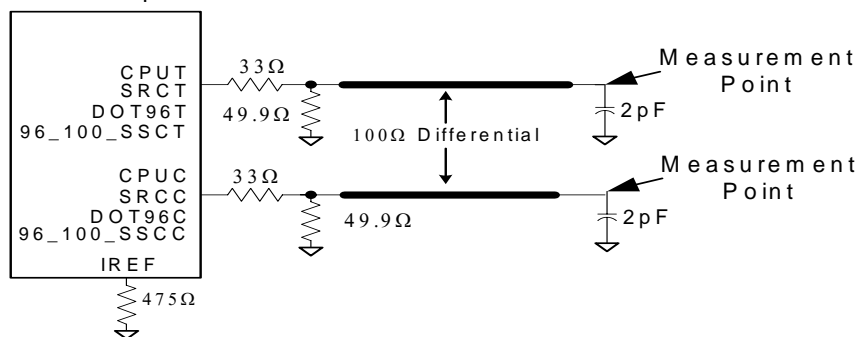 CPUT
SRCT
DOT96T
96_100_SSCT
CPUC
SRCC
DOT96C
96_100_SSCC
IREF
33Ω
49.9Ω
33Ω
49.9Ω
475Ω
100Ω Differential
2pF
Measurement
Point
2pF
Measurement
Point